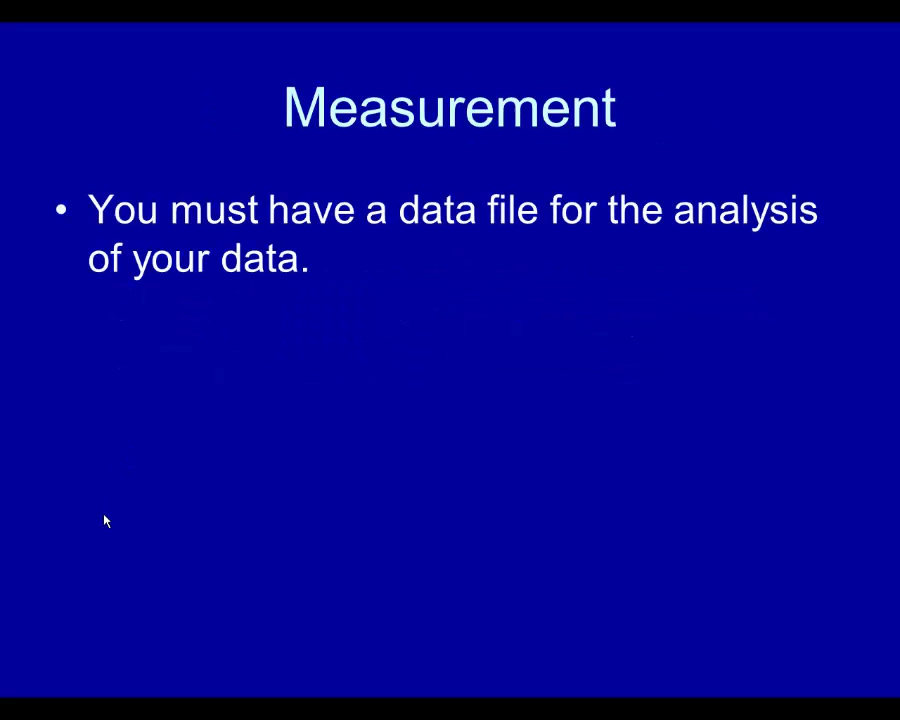 Measurement
• You must have a data file for the analysis
of your data.